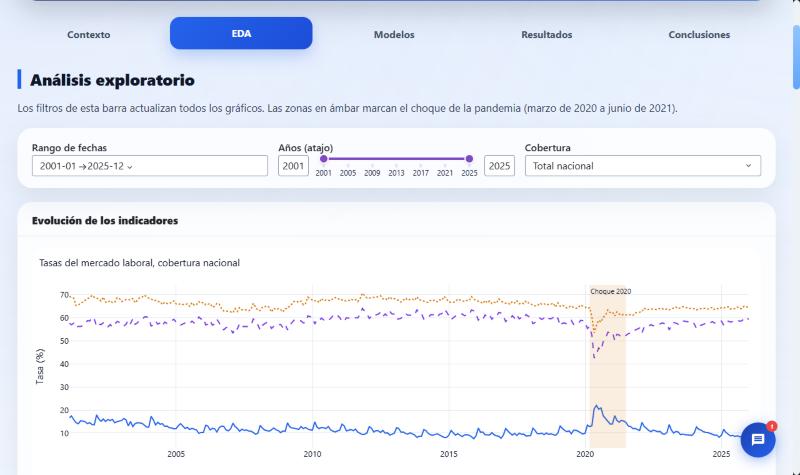 Contexto
EDA
Modelos
Resultados
Conclusiones
Análisis exploratorio
Los filtros de esta barra actualizan todos los gráficos. Las zonas en ámbar marcan el choque de la pandemia (marzo de 2020 a junio de 2021).
Rango de fechas
Años (atajo)
Cobertura
2001-01 → 2025-12
2001
2025
Total nacional
2001 2005 2009 2013 2017 2021 2025
Evolución de los indicadores
Tasas del mercado laboral, cobertura nacional
Choque 2020
70
60
50
40
30
20
10
Tasa (%)
2005 2010 2015 2020 2025
1